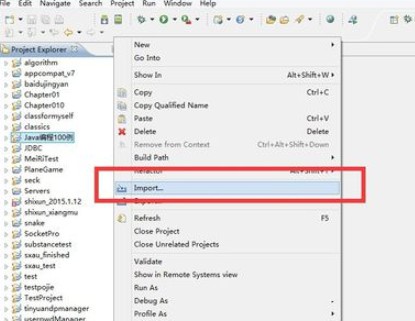 dit Source Refactor Navigate Search Project Run Window Help
Project Explorer
algorithm
appcompat_v7
baidujingyan
Chapter01
Chapter010
classformyself
classics
Java编程100例
JDBC
MeiRiTest
PlaneGame
seck
Servers
shixun_2015.1.12
shixun_xiangmu
snake
SocketPro
substancetest
sxau_finished
sxau_test
test
testpojie
TestProject
tinyuandpmanager
userpwdManager
New
Go Into
Show In Alt+Shift+W
Copy Ctrl+C
Copy Qualified Name
Paste Ctrl+V
Delete Delete
Remove from Context Ctrl+Alt+Shift+Down
Build Path
Refactor Alt+Shift+T
Import...
Export...
Refresh F5
Close Project
Close Unrelated Projects
Validate
Show in Remote Systems view
Run As
Debug As
Profile As